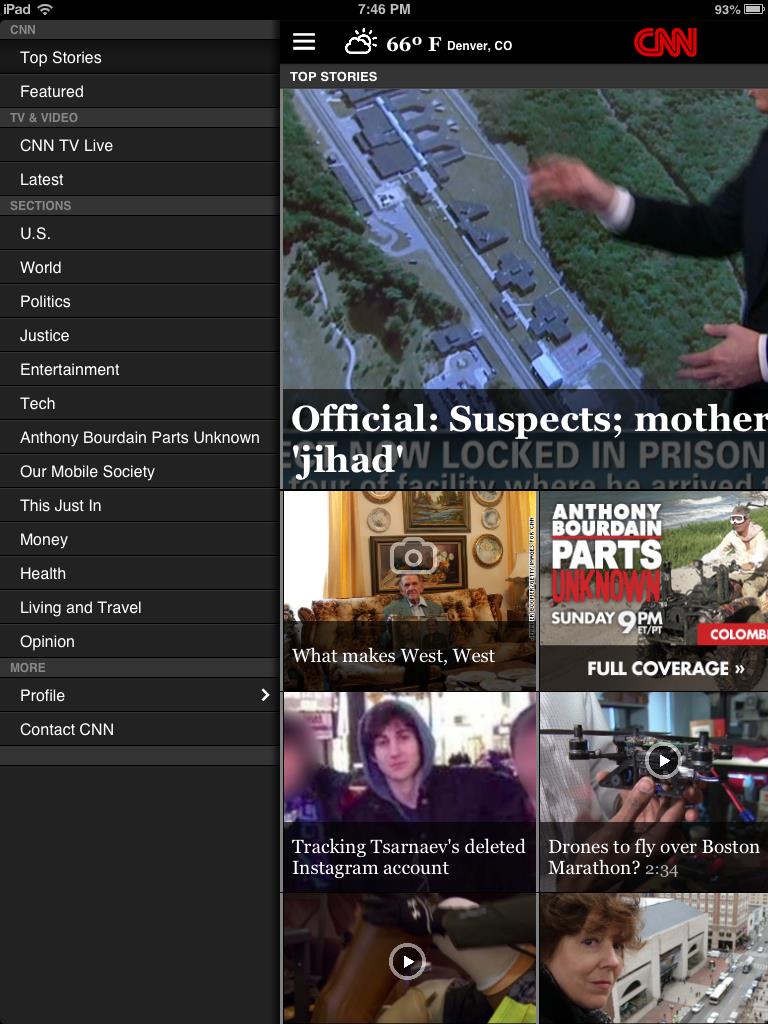 iPad
7:46 PM
93%
CNN
Top Stories
Featured
TV & VIDEO
CNN TV Live
Latest
SECTIONS
U.S.
World
Politics
Justice
Entertainment
Tech
Anthony Bourdain Parts Unknown
Our Mobile Society
This Just In
Money
Health
Living and Travel
Opinion
MORE
Profile
Contact CNN
66º F Denver, CO
CNN
TOP STORIES
Official: Suspects; mother
'jihad'
NOW LOCKED IN PRISON
tour of facility where he arrived
What makes West, West
ANTHONY
BOURDAIN
PARTS
UNKNOWN
SUNDAY 9PM
ET/PT
COLOMB
FULL COVERAGE »
Tracking Tsarnaev's deleted
Instagram account
Drones to fly over Boston
Marathon? 2:34